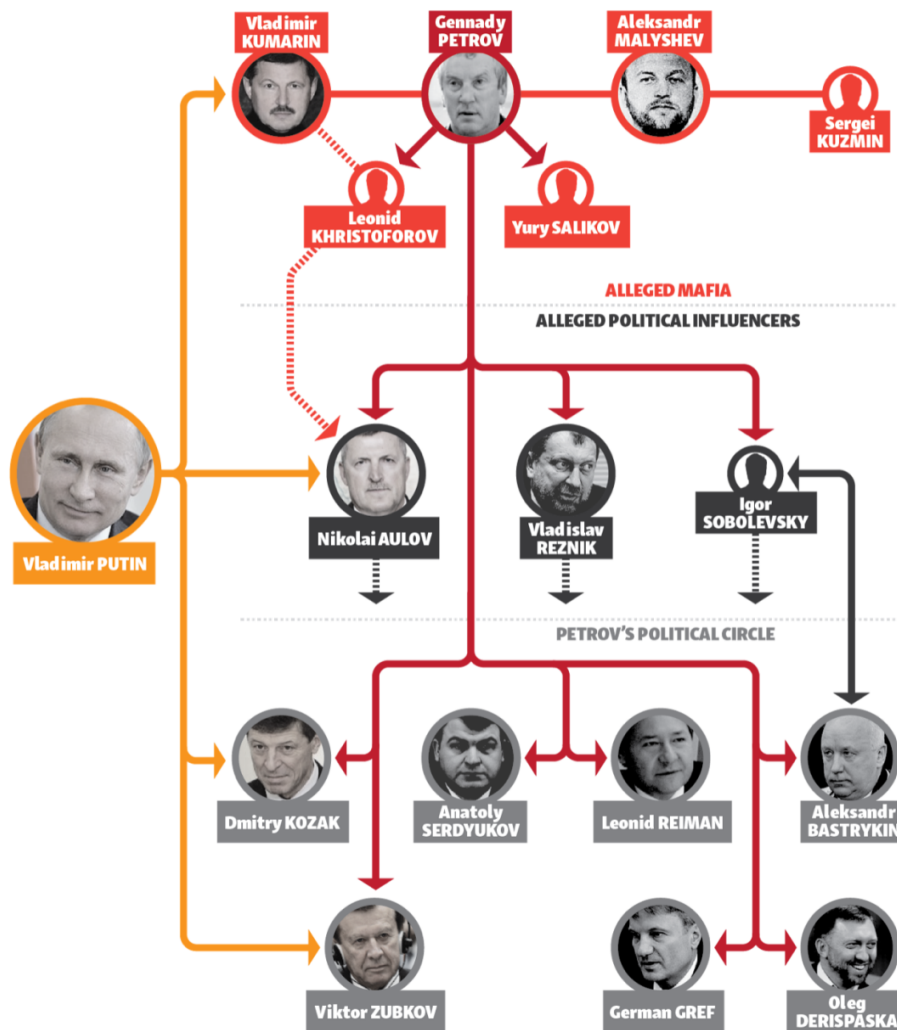 Vladimir
KUMARIN
Gennady
PETROV
Aleksandr
MALYSHEV
Sergei
KUZMIN
Leonid
KHRISTOFOROV
Yury SALIKOV
ALLEGED MAFIA
ALLEGED POLITICAL INFLUENCERS
Vladimir PUTIN
Nikolai AULOV
Vladislav
REZNIK
Igor
SOBOLEVSKY
PETROV'S POLITICAL CIRCLE
Dmitry KOZAK
Anatoly
SERDYUKOV
Leonid REIMAN
Aleksandr
BASTRYKIN
Viktor ZUBKOV
German GREF
Oleg
DERISPASKA